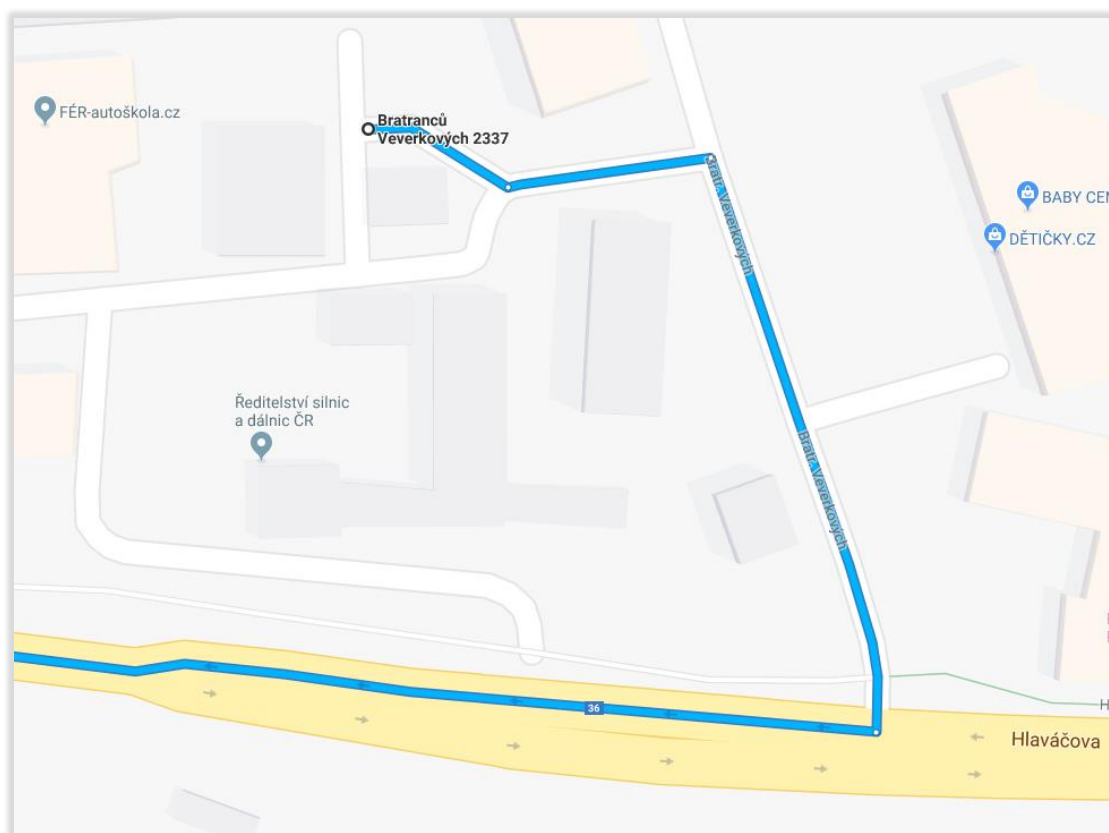 FÉR-autoškola.cz
Bratranců
Veverkových 2337
Bratr. Veverkových
BABY CEN
DĚTIČKY.CZ
Bratr. Veverkových
Ředitelství silnic
a dálnic ČR
36
H
Hlaváčova